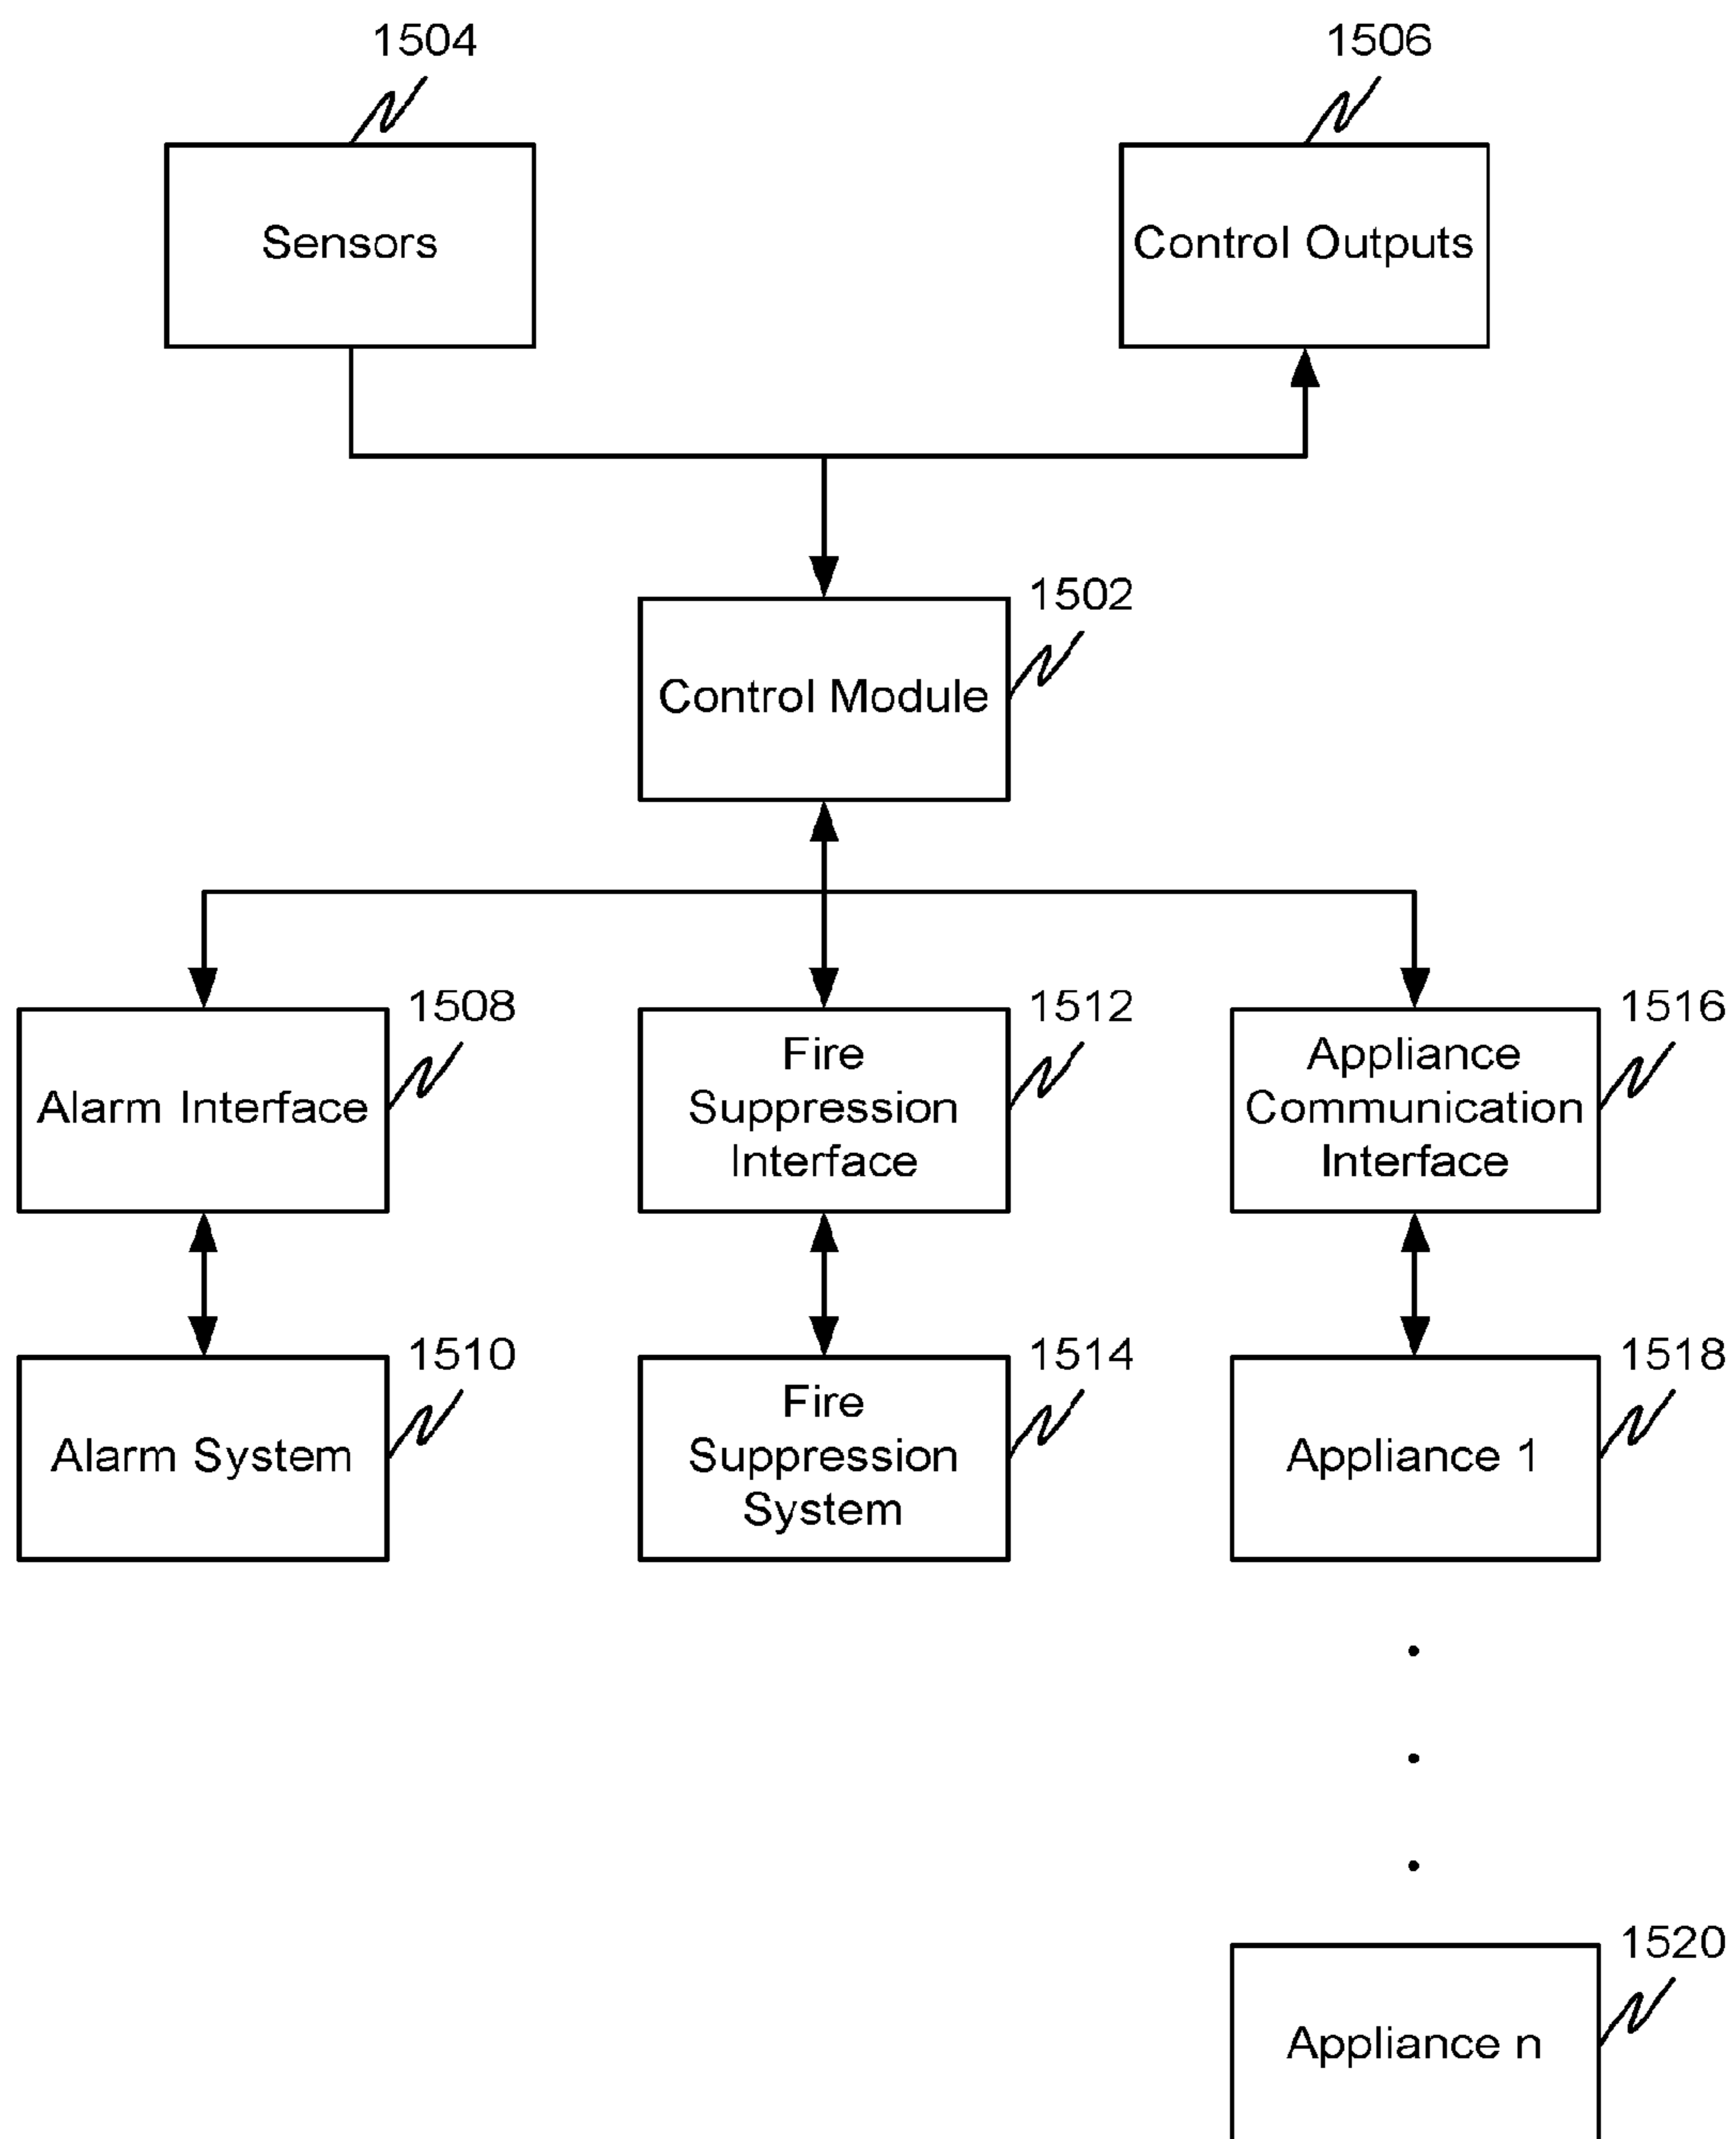 1504
1506
Sensors
Control Outputs
1502
Control Module
1508
1512
1516
Alarm Interface
Fire
Suppression
Interface
Appliance
Communication
Interface
1510
1514
1518
Alarm System
Fire
Suppression
System
Appliance 1
1520
Appliance n